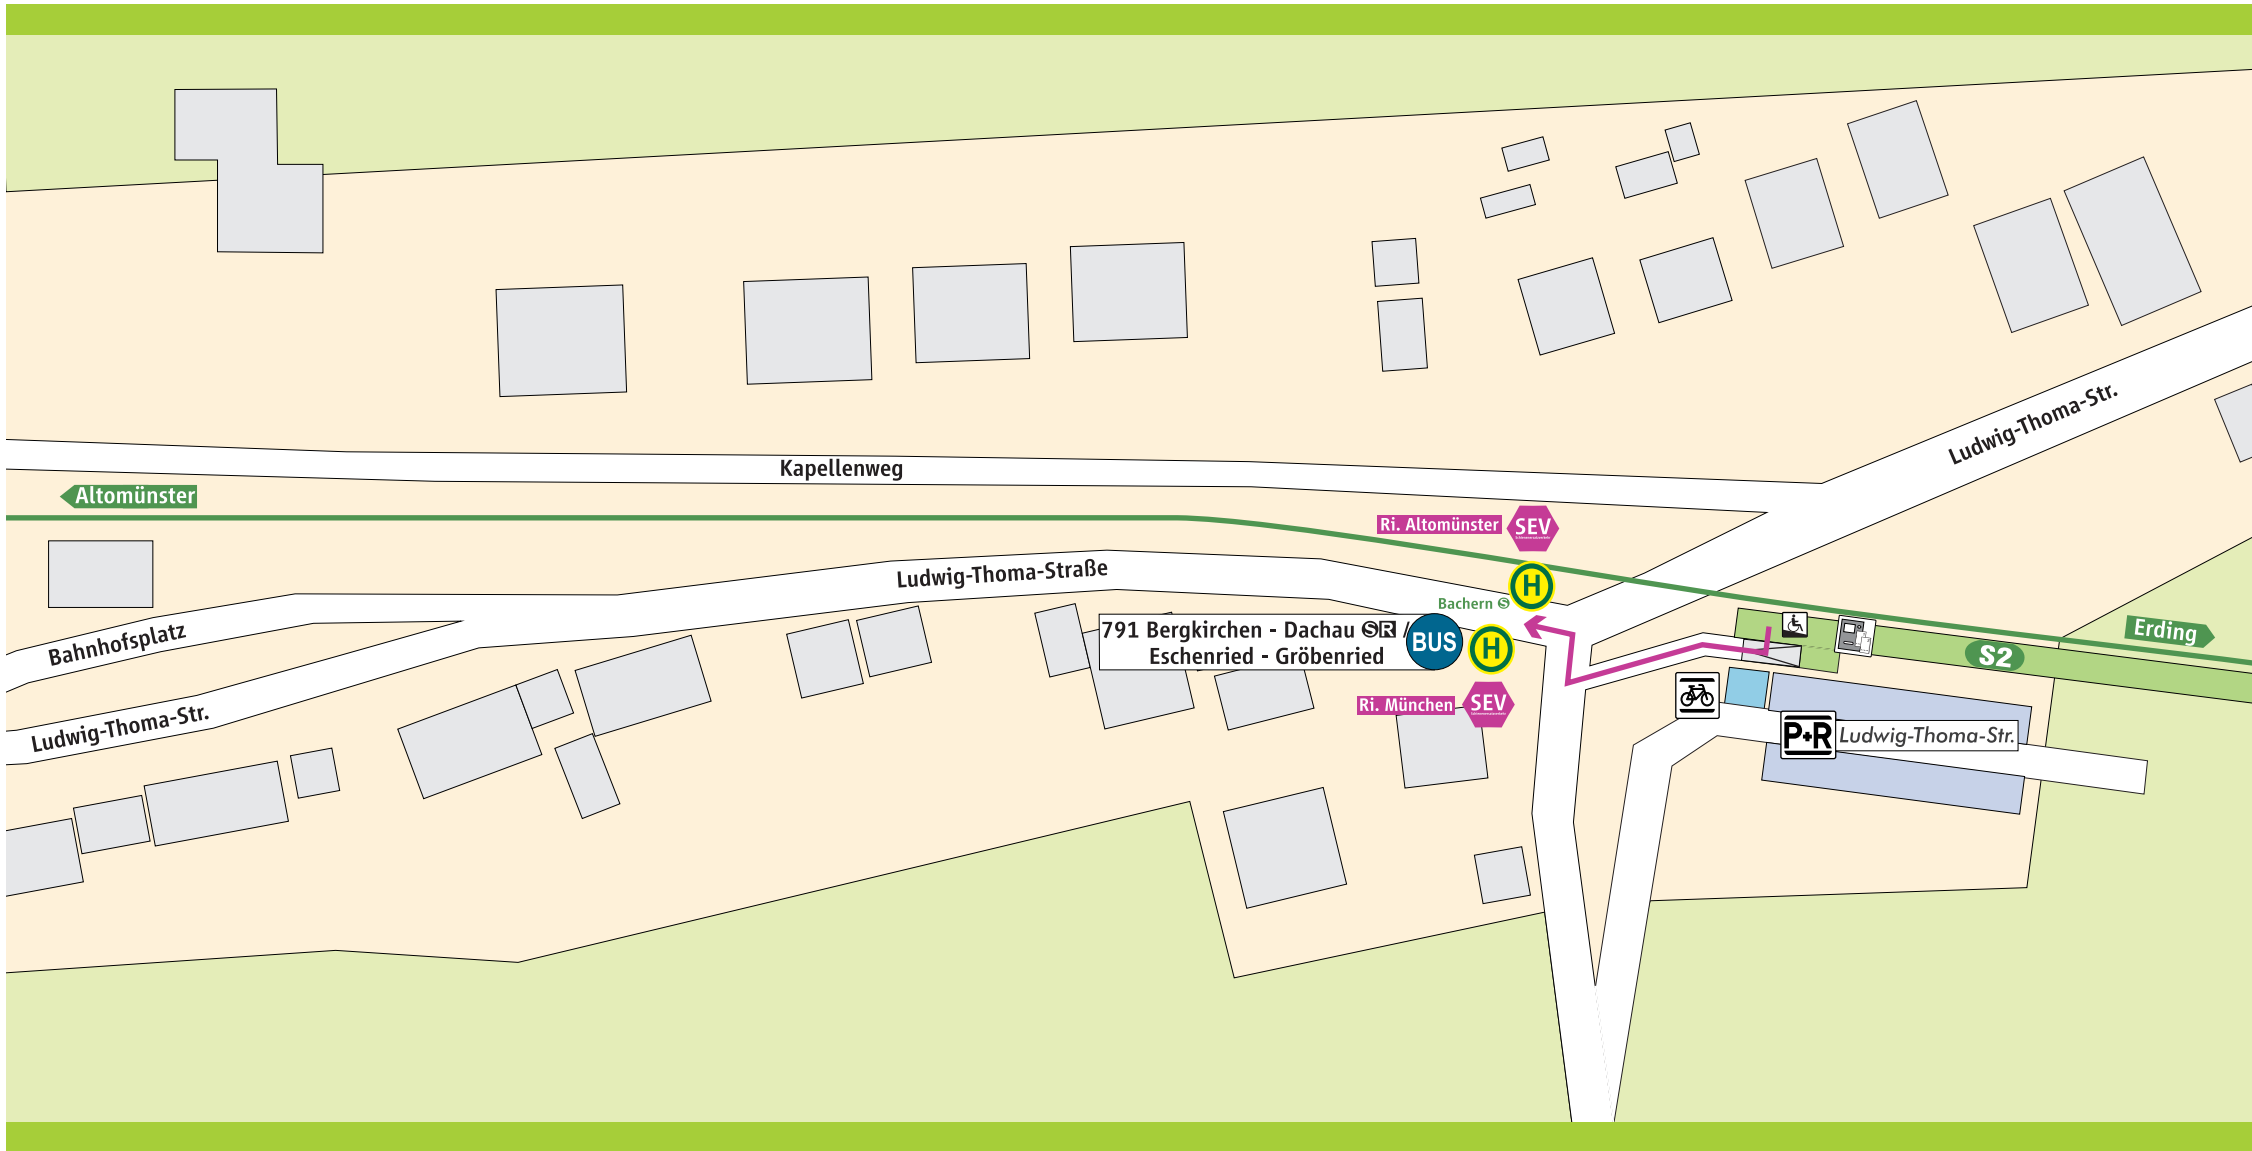 Ludwig-Thoma-Str.
Kapellenweg
Altomünster
Ri. Altomünster
SEV
Ludwig-Thoma-Straße
H
Bachern S
791 Bergkirchen - Dachau S R /
Eschenried - Gröbenried
BUS
H
Erding
S2
Bahnhofsplatz
Ri. München
SEV
Ludwig-Thoma-Str.
P+R
Ludwig-Thoma-Str.